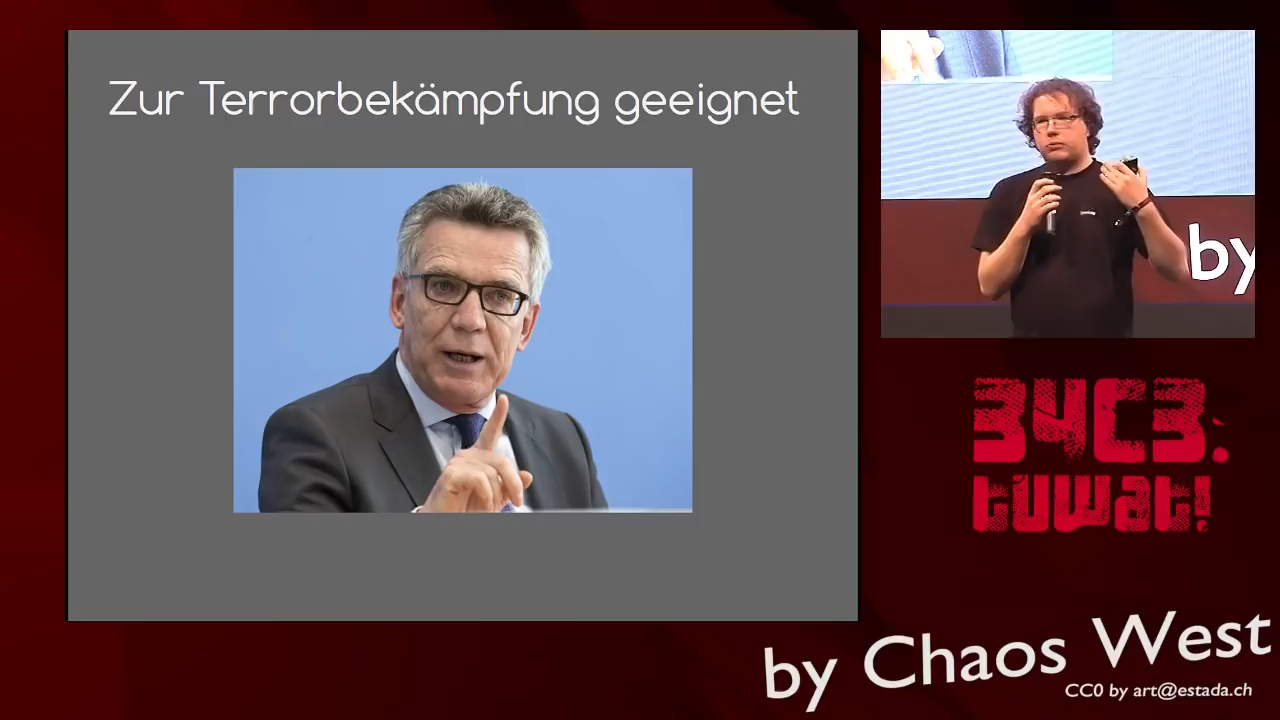 Zur Terrorbekämpfung geeignet
by
34C3:
tuwat!
by Chaos West
CC0 by art@estada.ch